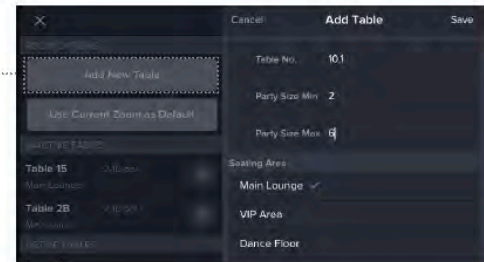 Cancel Add Table Save
Table No. 10.1
Party Size Min 2
Party Size Max 6
Seating Area
Main Lounge
VIP Area
Dance Floor
Add New Table
Use Current Zoom as Default
Table 15
Main Lounge
Table 2B